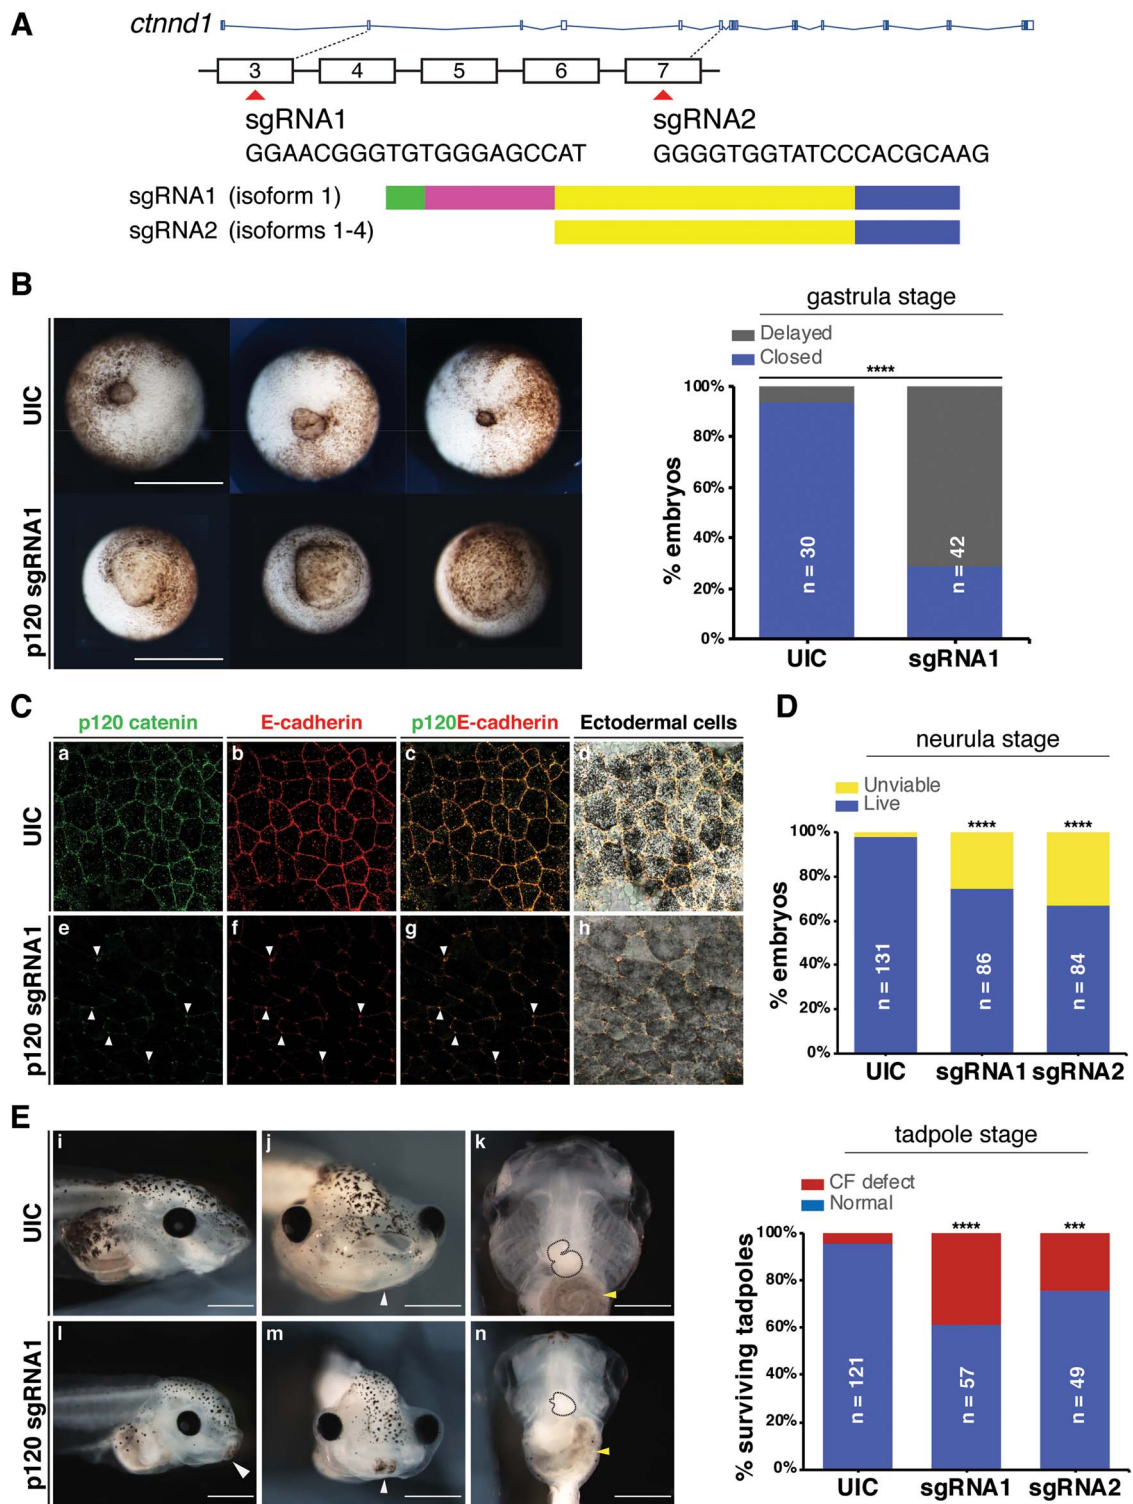 A
ctnnd1
3 4 5 6 7
sgRNA1 sgRNA2
GGAACGGGTGTGGGAGCCAT GGGGTGGTATCCCACGCAAG
sgRNA1 (isoform 1)
sgRNA2 (isoforms 1-4)
B
UIC
p120 sgRNA1
gastrula stage
Delayed
Closed
****
100%
80%
60%
40%
20%
0%
% embryos
n = 30
n = 42
UIC sgRNA1
C
p120 catenin E-cadherin p120E-cadherin Ectodermal cells
UIC
a b c d
p120 sgRNA1
e f g h
D
neurula stage
Unviable
Live
**** ****
100%
80%
60%
40%
20%
0%
% embryos
n = 131
n = 86
n = 84
UIC sgRNA1 sgRNA2
E
UIC
i j k
p120 sgRNA1
l m n
tadpole stage
CF defect
Normal
**** ***
100%
80%
60%
40%
20%
0%
% surviving tadpoles
n = 121
n = 57
n = 49
UIC sgRNA1 sgRNA2